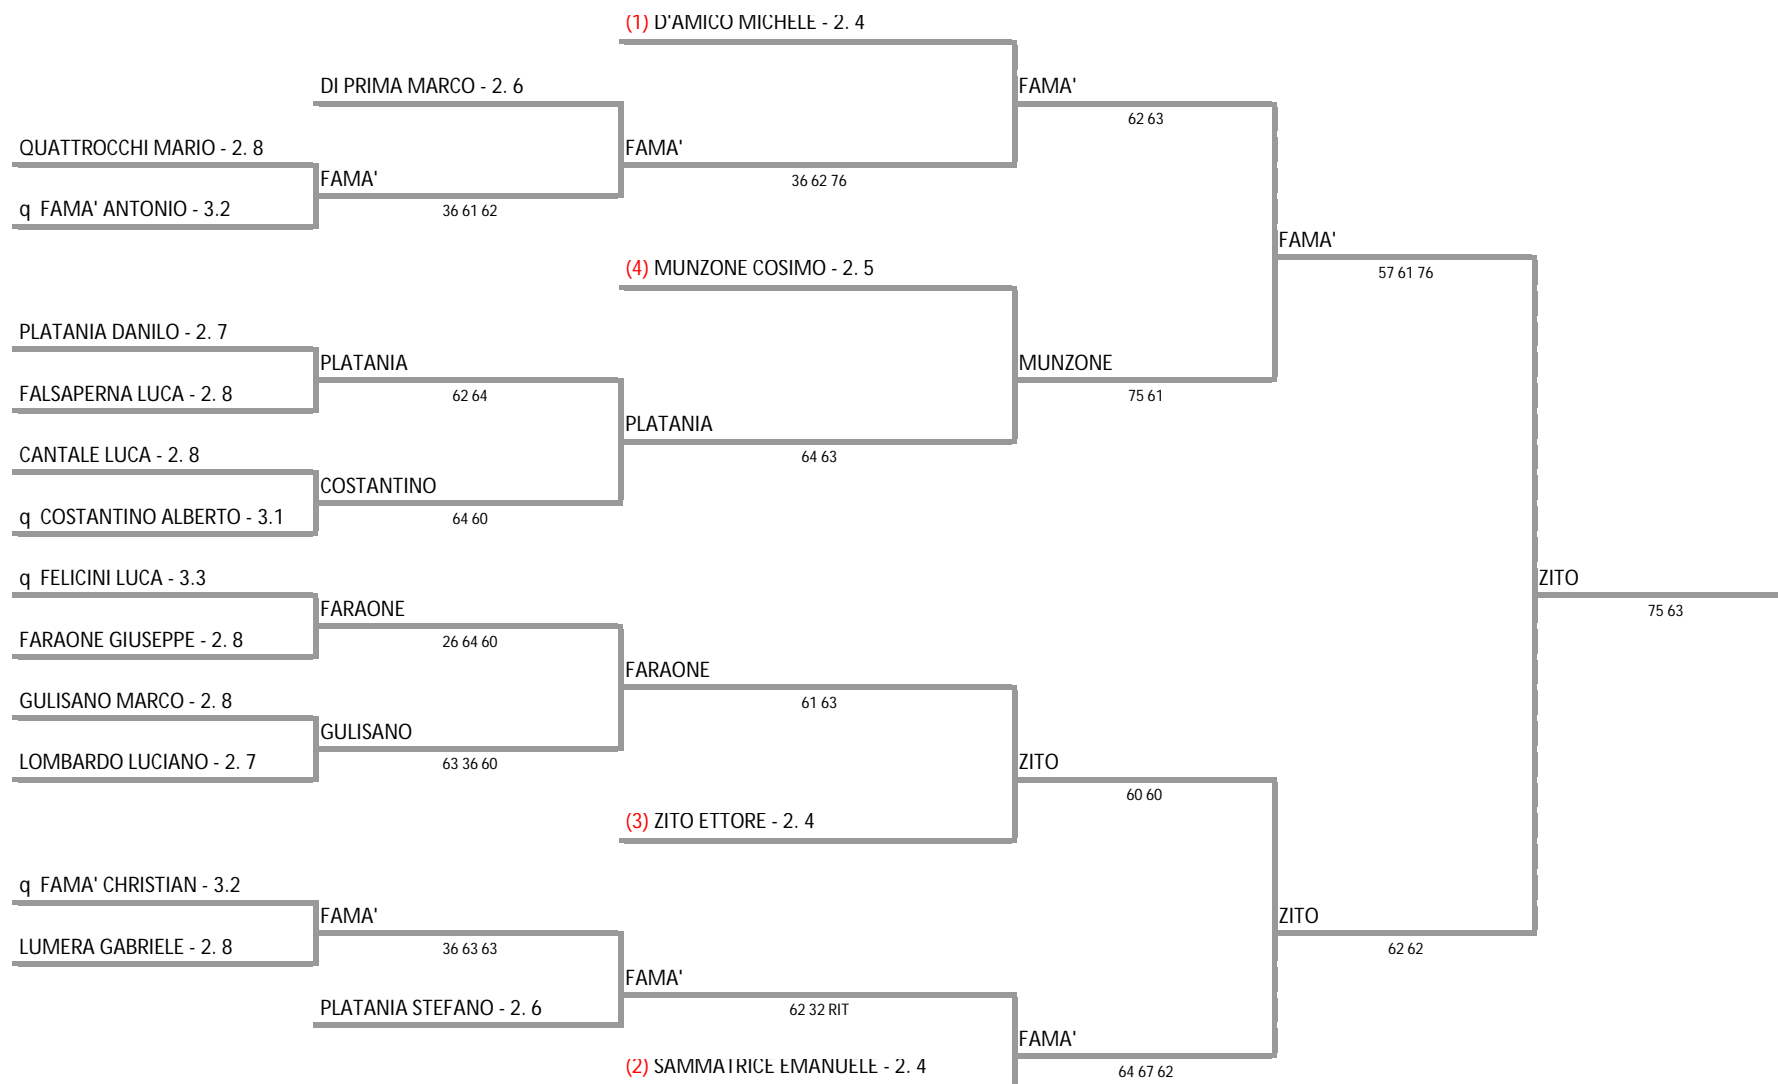 (1) D'AMICO MICHELE - 2. 4
DI PRIMA MARCO - 2. 6
FAMA'
62 63
QUATTROCCHI MARIO - 2. 8
FAMA'
36 62 76
FAMA'
36 61 62
q FAMA' ANTONIO - 3.2
FAMA'
57 61 76
(4) MUNZONE COSIMO - 2. 5
PLATANIA DANILO - 2. 7
PLATANIA
62 64
MUNZONE
75 61
FALSAPERNA LUCA - 2. 8
PLATANIA
64 63
CANTALE LUCA - 2. 8
COSTANTINO
64 60
q COSTANTINO ALBERTO - 3.1
q FELICINI LUCA - 3.3
ZITO
75 63
FARAONE
26 64 60
FARAONE GIUSEPPE - 2. 8
FARAONE
61 63
GULISANO MARCO - 2. 8
GULISANO
63 36 60
LOMBARDO LUCIANO - 2. 7
ZITO
60 60
(3) ZITO ETTORE - 2. 4
q FAMA' CHRISTIAN - 3.2
FAMA'
36 63 63
ZITO
62 62
LUMERA GABRIELE - 2. 8
FAMA'
62 32 RIT
PLATANIA STEFANO - 2. 6
FAMA'
64 67 62
(2) SAMMATRICE EMANUELE - 2. 4